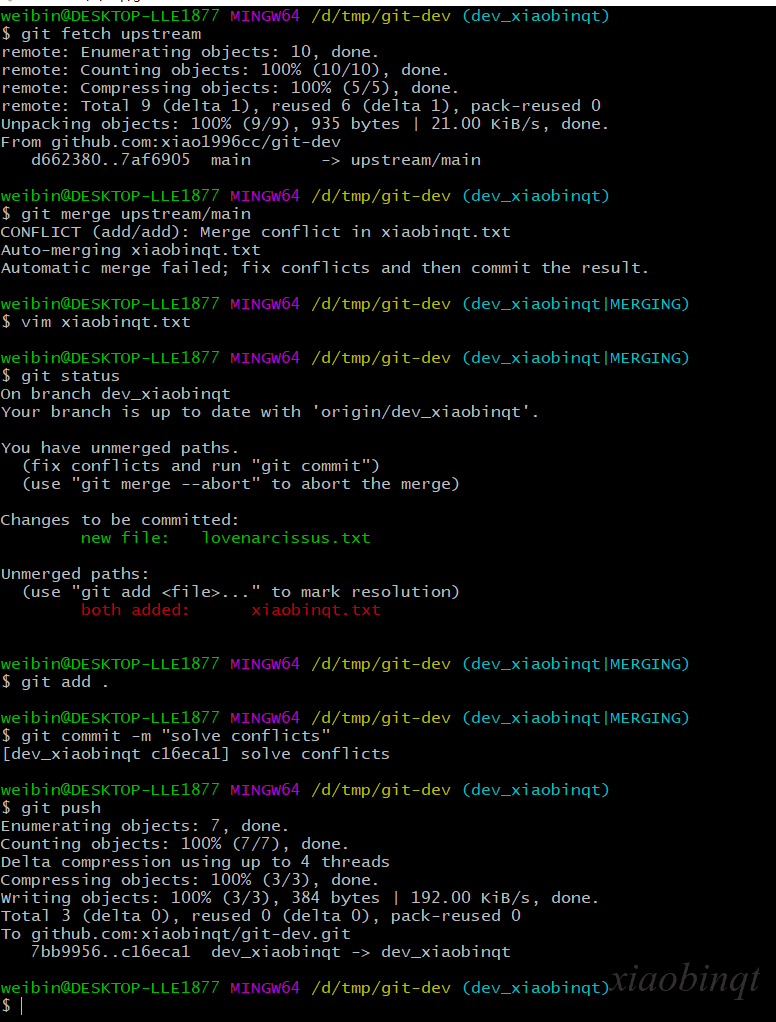 weibin@DESKTOP-LLE1877 MINGW64 /d/tmp/git-dev (dev_xiaobinqt)
$ git fetch upstream
remote: Enumerating objects: 10, done.
remote: Counting objects: 100% (10/10), done.
remote: Compressing objects: 100% (5/5), done.
remote: Total 9 (delta 1), reused 6 (delta 1), pack-reused 0
Unpacking objects: 100% (9/9), 935 bytes | 21.00 KiB/s, done.
From github.com:xiao1996cc/git-dev
   d662380..7af6905  main       -> upstream/main
weibin@DESKTOP-LLE1877 MINGW64 /d/tmp/git-dev (dev_xiaobinqt)
$ git merge upstream/main
CONFLICT (add/add): Merge conflict in xiaobinqt.txt
Auto-merging xiaobinqt.txt
Automatic merge failed; fix conflicts and then commit the result.
weibin@DESKTOP-LLE1877 MINGW64 /d/tmp/git-dev (dev_xiaobinqt|MERGING)
$ vim xiaobinqt.txt
weibin@DESKTOP-LLE1877 MINGW64 /d/tmp/git-dev (dev_xiaobinqt|MERGING)
$ git status
On branch dev_xiaobinqt
Your branch is up to date with 'origin/dev_xiaobinqt'.
You have unmerged paths.
  (fix conflicts and run "git commit")
  (use "git merge --abort" to abort the merge)
Changes to be committed:
        new file:   lovenarcissus.txt
Unmerged paths:
  (use "git add <file>..." to mark resolution)
        both added:      xiaobinqt.txt
weibin@DESKTOP-LLE1877 MINGW64 /d/tmp/git-dev (dev_xiaobinqt|MERGING)
$ git add .
weibin@DESKTOP-LLE1877 MINGW64 /d/tmp/git-dev (dev_xiaobinqt|MERGING)
$ git commit -m "solve conflicts"
[dev_xiaobinqt c16eca1] solve conflicts
weibin@DESKTOP-LLE1877 MINGW64 /d/tmp/git-dev (dev_xiaobinqt)
$ git push
Enumerating objects: 7, done.
Counting objects: 100% (7/7), done.
Delta compression using up to 4 threads
Compressing objects: 100% (3/3), done.
Writing objects: 100% (3/3), 384 bytes | 192.00 KiB/s, done.
Total 3 (delta 0), reused 0 (delta 0), pack-reused 0
To github.com:xiaobinqt/git-dev.git
   7bb9956..c16eca1  dev_xiaobinqt -> dev_xiaobinqt
weibin@DESKTOP-LLE1877 MINGW64 /d/tmp/git-dev (dev_xiaobinqt)
xiaobinqt
$